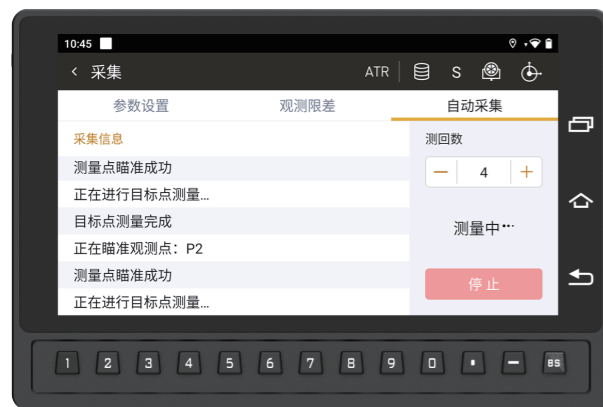 10:45
采集
ATR
S
参数设置
观测限差
自动采集
采集信息
测量点瞄准成功
正在进行目标点测量...
目标点测量完成
正在瞄准观测点：P2
测量点瞄准成功
正在进行目标点测量...
测回数
— 4 +
测量中...
停止
1 2 3 4 5 6 7 8 9 0 . — BS